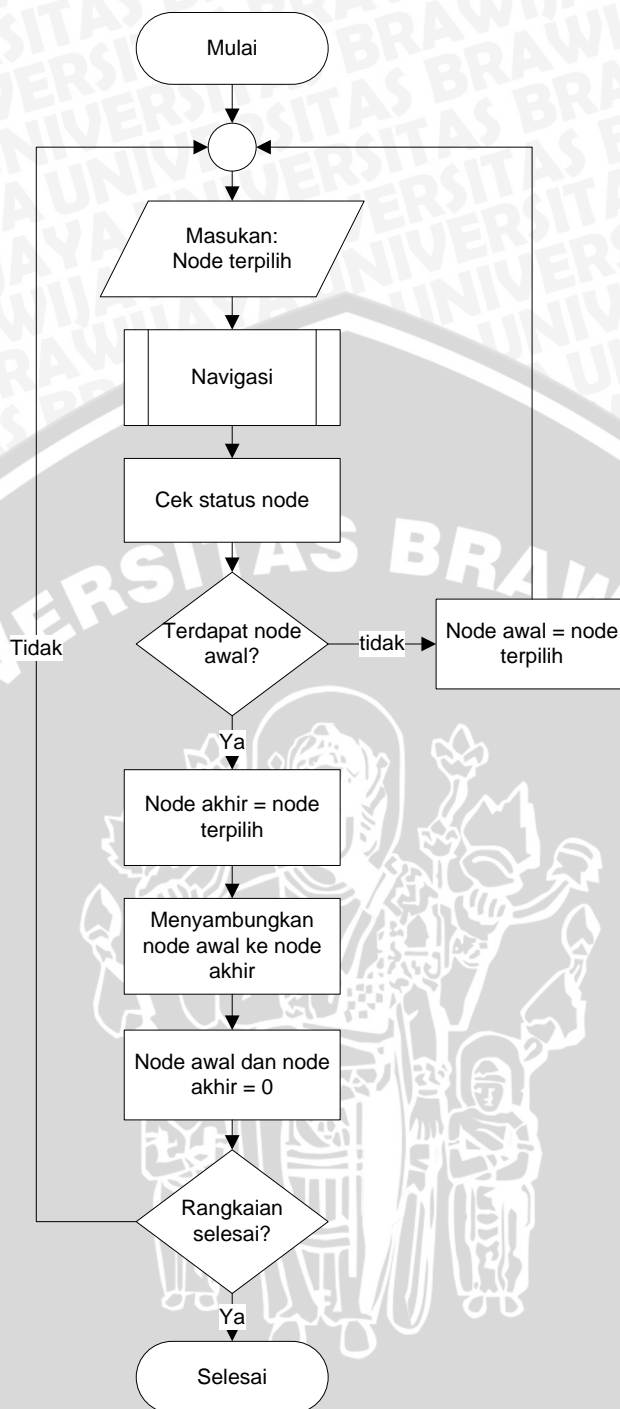 Mulai
Masukan:
Node terpilih
Navigasi
Cek status node
Terdapat node
awal?
tidak
Node awal = node
terpilih
Tidak
Ya
Node akhir = node
terpilih
Menyambungkan
node awal ke node
akhir
Node awal dan node
akhir = 0
Rangkaian
selesai?
Ya
Selesai